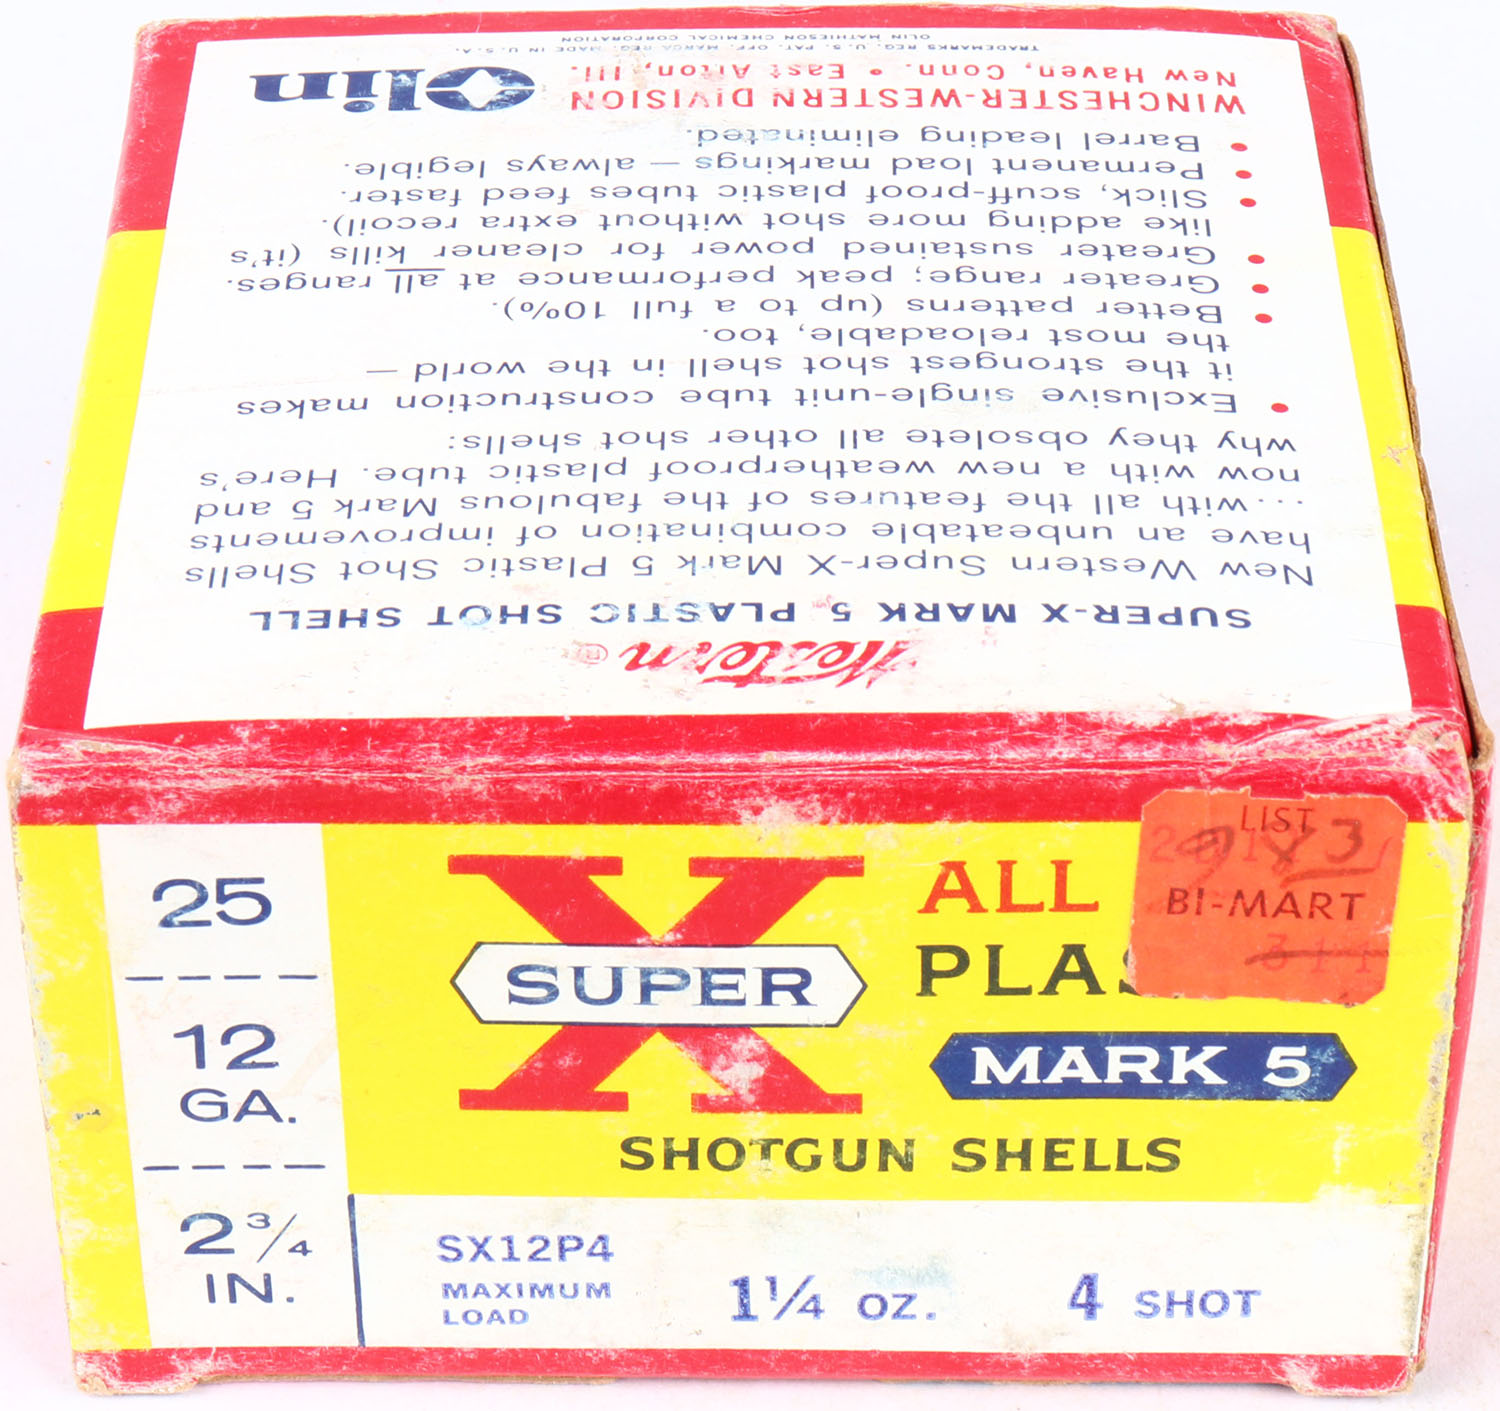 Western ®
SUPER-X MARK 5 PLASTIC SHOT SHELL
New Western Super-X Mark 5 Plastic Shot Shells
have an unbeatable combination of improvements
...with all the features of the fabulous Mark 5 and
now with a new weatherproof plastic tube. Here's
why they obsolete all other shot shells:
• Exclusive single-unit tube construction makes
it the strongest shot shell in the world —
the most reloadable, too.
• Better patterns (up to a full 10%).
• Greater range; peak performance at all ranges.
• Greater sustained power for cleaner kills (it's
like adding more shot without extra recoil).
• Slick, scuff-proof plastic tubes feed faster.
• Permanent load markings — always legible.
• Barrel leading eliminated.
WINCHESTER-WESTERN DIVISION
New Haven, Conn. • East Alton, Ill.
Olin
TRADEMARKS REG. U.S. PAT. OFF. MARCA REG. MADE IN U.S.A.
OLIN MATHIESON CHEMICAL CORPORATION
25
12
GA.
2 3/4
IN.
X
SUPER
ALL
PLAS
MARK 5
SHOTGUN SHELLS
LIST
BI-MART
311
SX12P4
MAXIMUM
LOAD
1 1/4 OZ.
4 SHOT